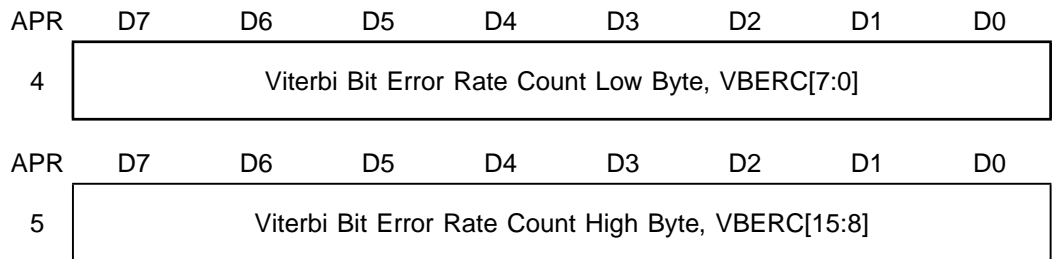 APR D7 D6 D5 D4 D3 D2 D1 D0
4 Viterbi Bit Error Rate Count Low Byte, VBERC[7:0]
APR D7 D6 D5 D4 D3 D2 D1 D0
5 Viterbi Bit Error Rate Count High Byte, VBERC[15:8]